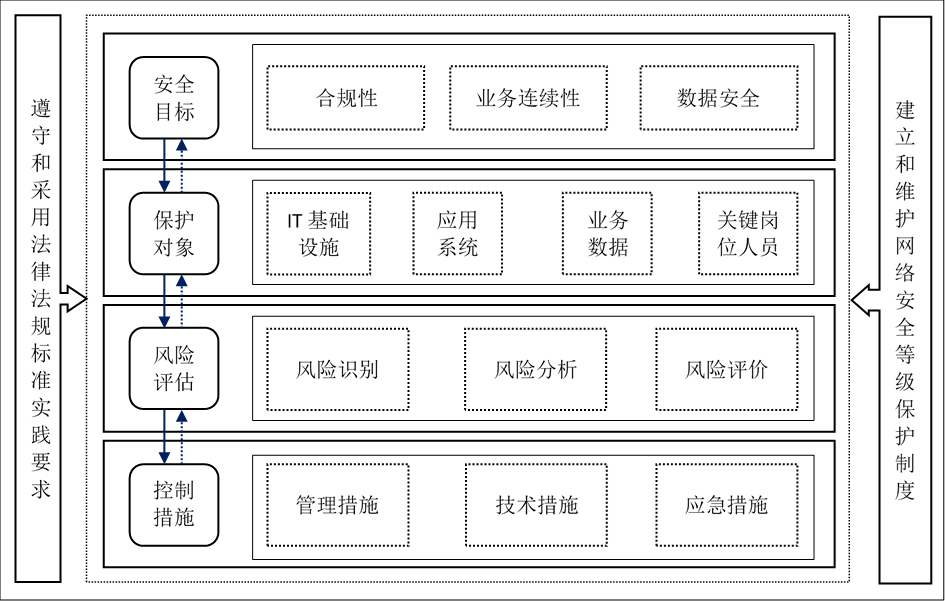 遵守和采用法律法规标准实践要求
安全
目标
合规性
业务连续性
数据安全
保护
对象
IT 基础
设施
应用
系统
业务
数据
关键岗
位人员
风险
评估
风险识别
风险分析
风险评价
控制
措施
管理措施
技术措施
应急措施
建立和维护网络安全等级保护制度